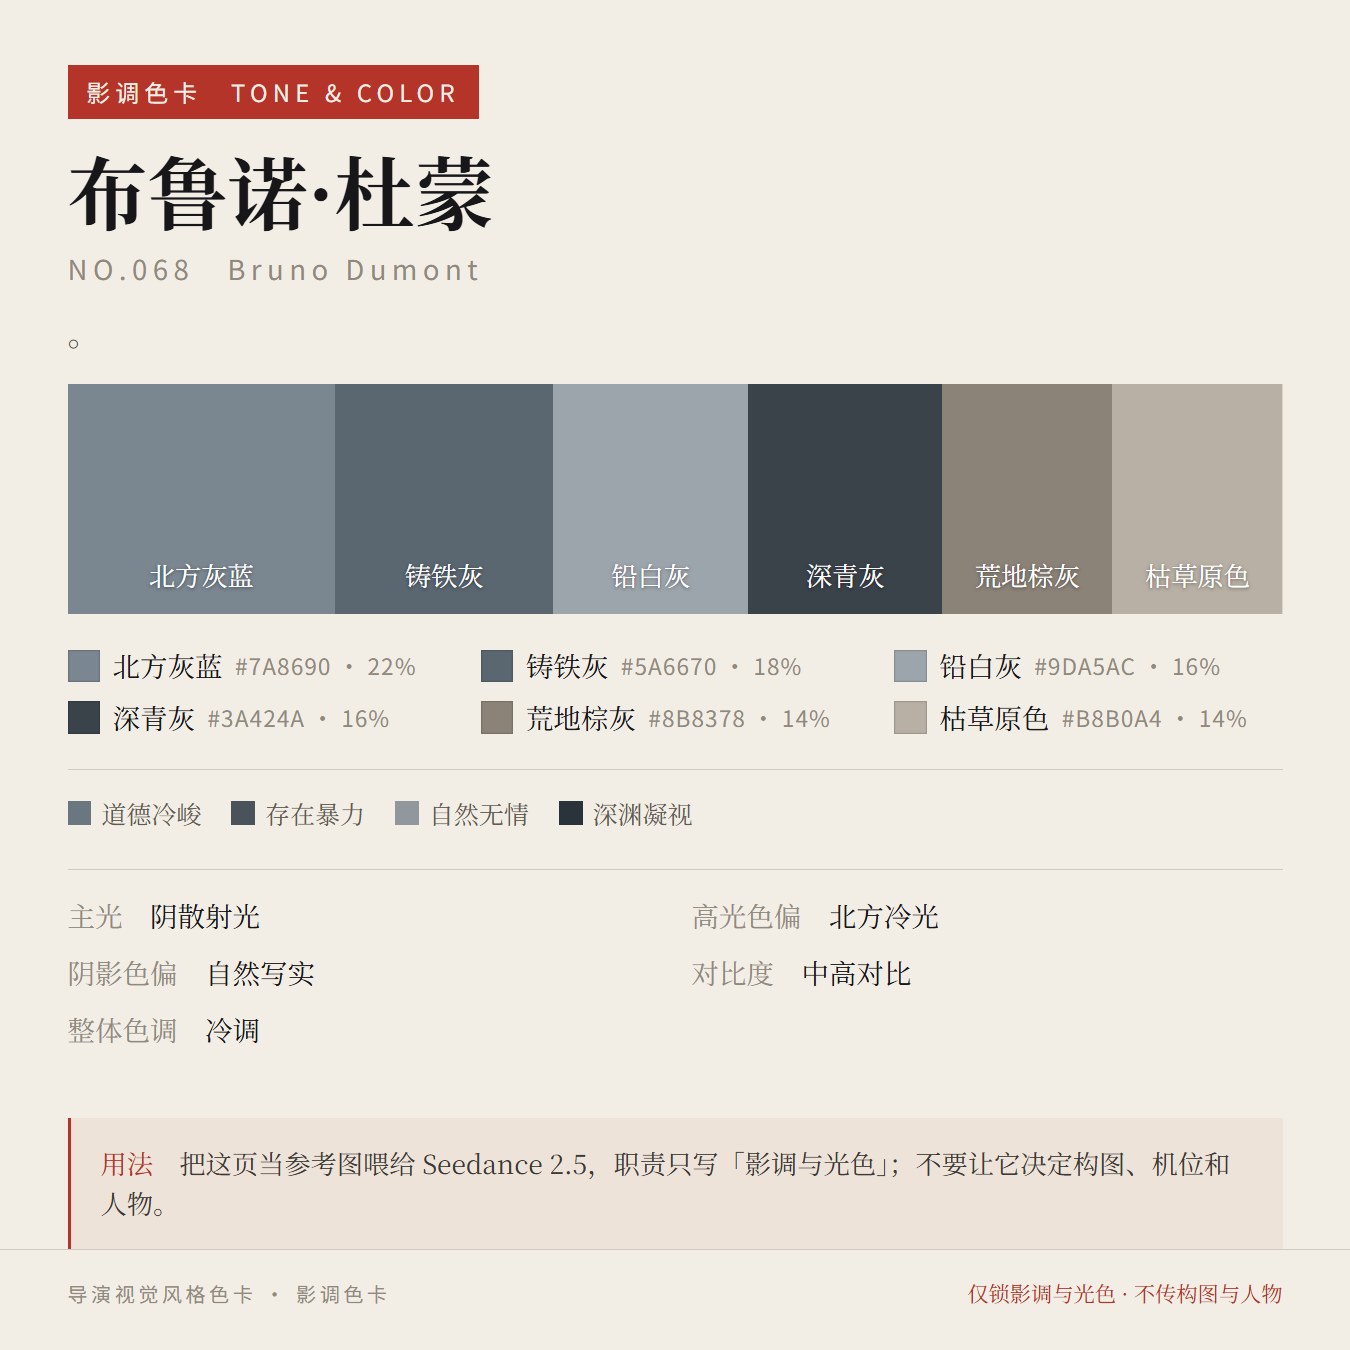 影调色卡 TONE & COLOR
布鲁诺·杜蒙
NO.068 Bruno Dumont
。
北方灰蓝 铸铁灰 铅白灰 深青灰 荒地棕灰 枯草原色
北方灰蓝 #7A8690 · 22% 铸铁灰 #5A6670 · 18% 铅白灰 #9DA5AC · 16%
深青灰 #3A424A · 16% 荒地棕灰 #8B8378 · 14% 枯草原色 #B8B0A4 · 14%
道德冷峻 存在暴力 自然无情 深渊凝视
主光 阴散射光 高光色偏 北方冷光
阴影色偏 自然写实 对比度 中高对比
整体色调 冷调
用法 把这页当参考图喂给 Seedance 2.5，职责只写「影调与光色」；不要让它决定构图、机位和
人物。
导演视觉风格色卡 · 影调色卡 仅锁影调与光色 · 不传构图与人物